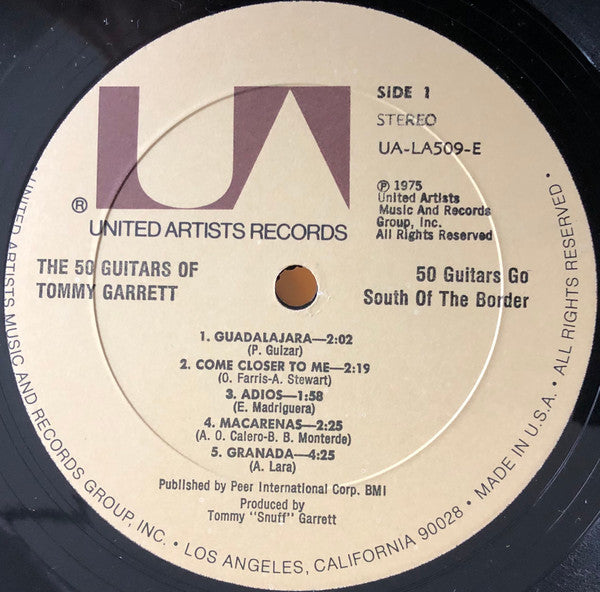 UA
®
UNITED ARTISTS RECORDS
SIDE 1
STEREO
UA-LA509-E
℗ 1975
United Artists
Music And Records
Group, Inc.
All Rights Reserved
THE 50 GUITARS OF
TOMMY GARRETT
50 Guitars Go
South Of The Border
1. GUADALAJARA—2:02
(P. Guizar)
2. COME CLOSER TO ME—2:19
(O. Farris-A. Stewart)
3. ADIOS—1:58
(E. Madriguera)
4. MACARENAS—2:25
(A. O. Calero-B. B. Monterde)
5. GRANADA—4:25
(A. Lara)
Published by Peer International Corp. BMI
Produced by
Tommy "Snuff" Garrett
UNITED ARTISTS MUSIC AND RECORDS GROUP, INC. • LOS ANGELES, CALIFORNIA 90028 • MADE IN U.S.A. • ALL RIGHTS RESERVED •